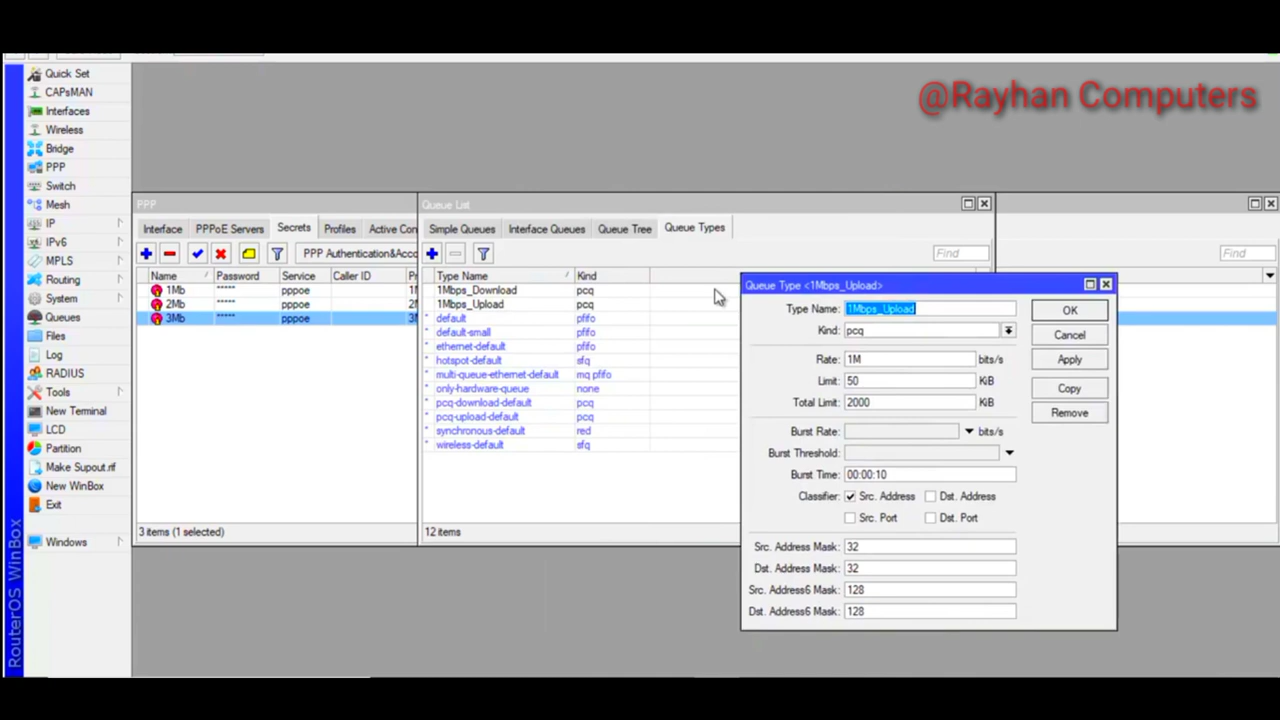 @Rayhan Computers
Quick Set
CAPsMAN
Interfaces
Wireless
Bridge
PPP
Switch
Mesh
IP
IPv6
MPLS
Routing
System
Queues
Files
Log
RADIUS
Tools
New Terminal
LCD
Partition
Make Supout.rif
New WinBox
Exit
Windows
RouterOS WinBox
PPP
Interface PPPoE Servers Secrets Profiles Active Con
PPP Authentication&Acco
Name Password Service Caller ID Pr
1Mb ***** pppoe 1M
2Mb ***** pppoe 2M
3Mb ***** pppoe 3M
3 items (1 selected)
Queue List
Simple Queues Interface Queues Queue Tree Queue Types
Find
Type Name Kind
1Mbps_Download pcq
1Mbps_Upload pcq
* default pfifo
* default-small pfifo
* ethernet-default pfifo
* hotspot-default sfq
* multi-queue-ethernet-default mq pfifo
* only-hardware-queue none
* pcq-download-default pcq
* pcq-upload-default pcq
* synchronous-default red
* wireless-default sfq
12 items
Find
Queue Type <1Mbps_Upload>
Type Name: 1Mbps_Upload
Kind: pcq
Rate: 1M bits/s
Limit: 50 KiB
Total Limit: 2000 KiB
Burst Rate: bits/s
Burst Threshold:
Burst Time: 00:00:10
Classifier: Src. Address Dst. Address
Src. Port Dst. Port
Src. Address Mask: 32
Dst. Address Mask: 32
Src. Address6 Mask: 128
Dst. Address6 Mask: 128
OK
Cancel
Apply
Copy
Remove